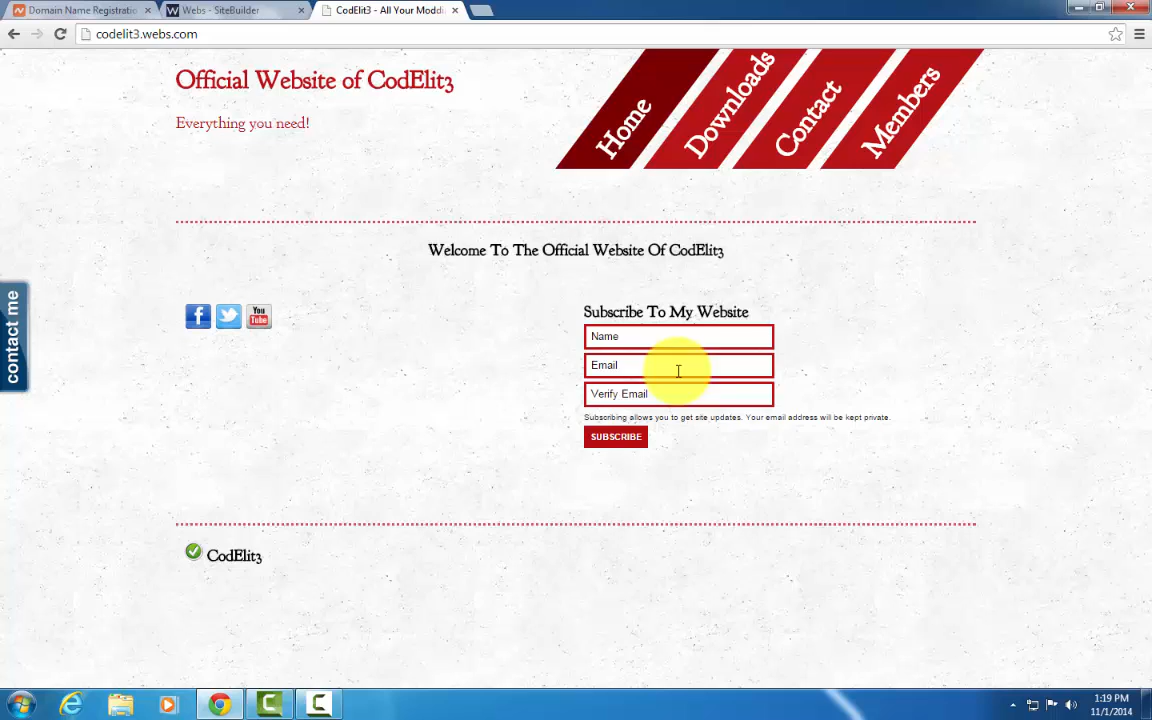 Domain Name Registratio
Webs - SiteBuilder
CodElit3 - All Your Moddi
codelit3.webs.com
Official Website of CodElit3
Everything you need!
Home
Downloads
Contact
Members
Welcome To The Official Website Of CodElit3
contact me
You
Tube
Subscribe To My Website
Name
Email
Verify Email
Subscribing allows you to get site updates. Your email address will be kept private.
SUBSCRIBE
CodElit3
1:19 PM
11/1/2014